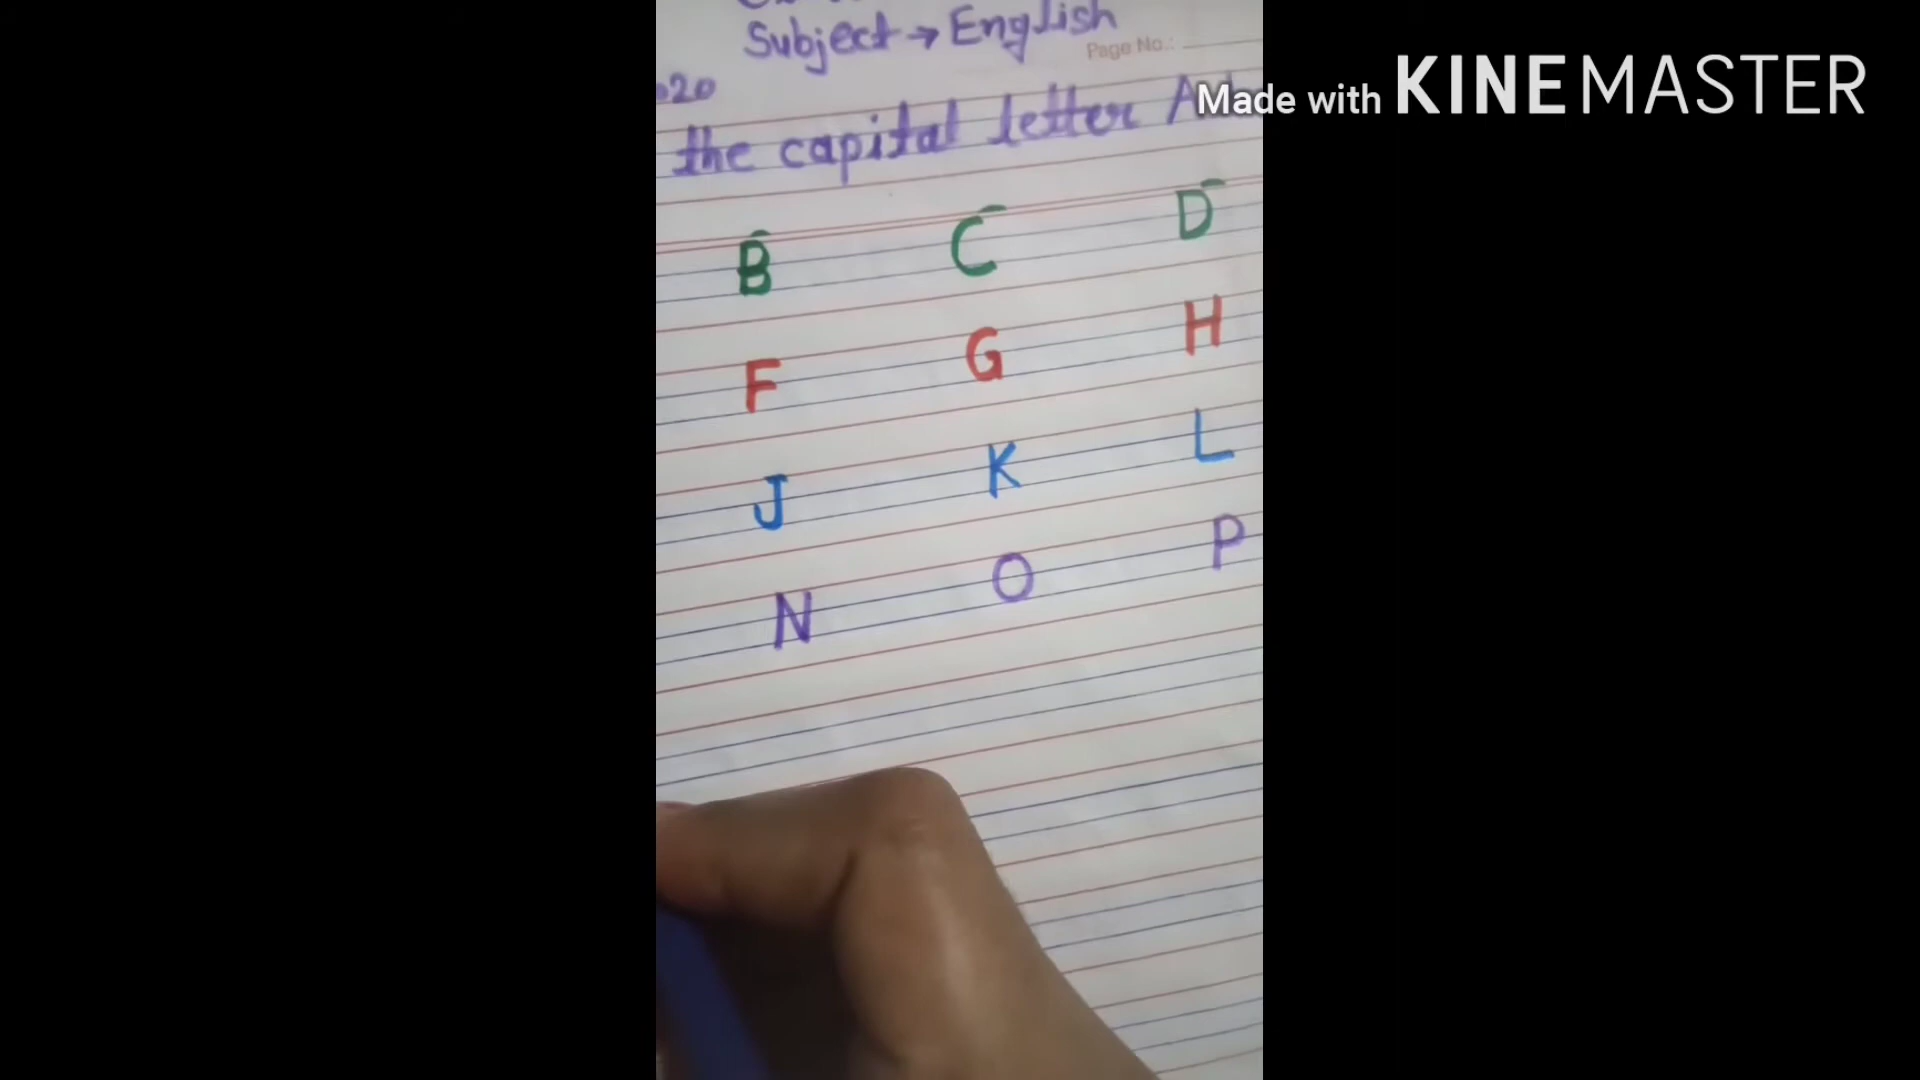 Subject → English
Page No.:
020
the capital letter
Made with KINEMASTER
B C D
F G H
J K L
N O P